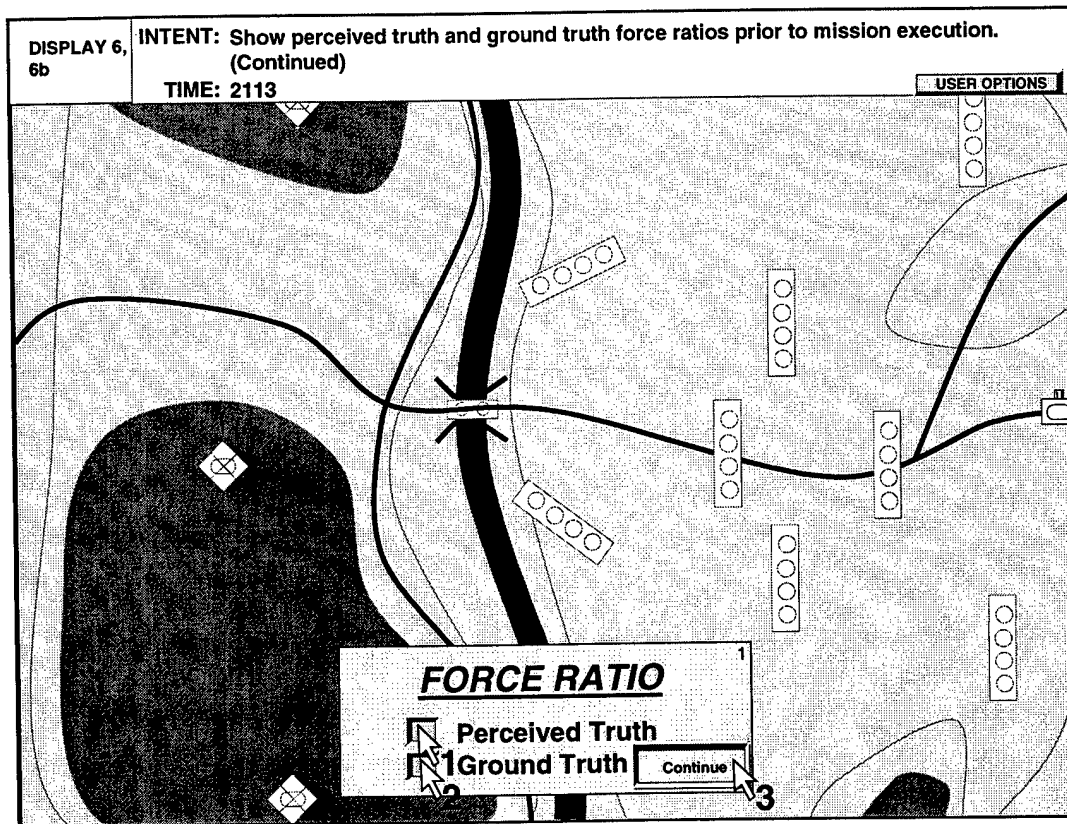 DISPLAY 6,
6b
INTENT: Show perceived truth and ground truth force ratios prior to mission execution.
(Continued)
TIME: 2113
USER OPTIONS
1
FORCE RATIO
Perceived Truth
1 Ground Truth
Continue
2
3